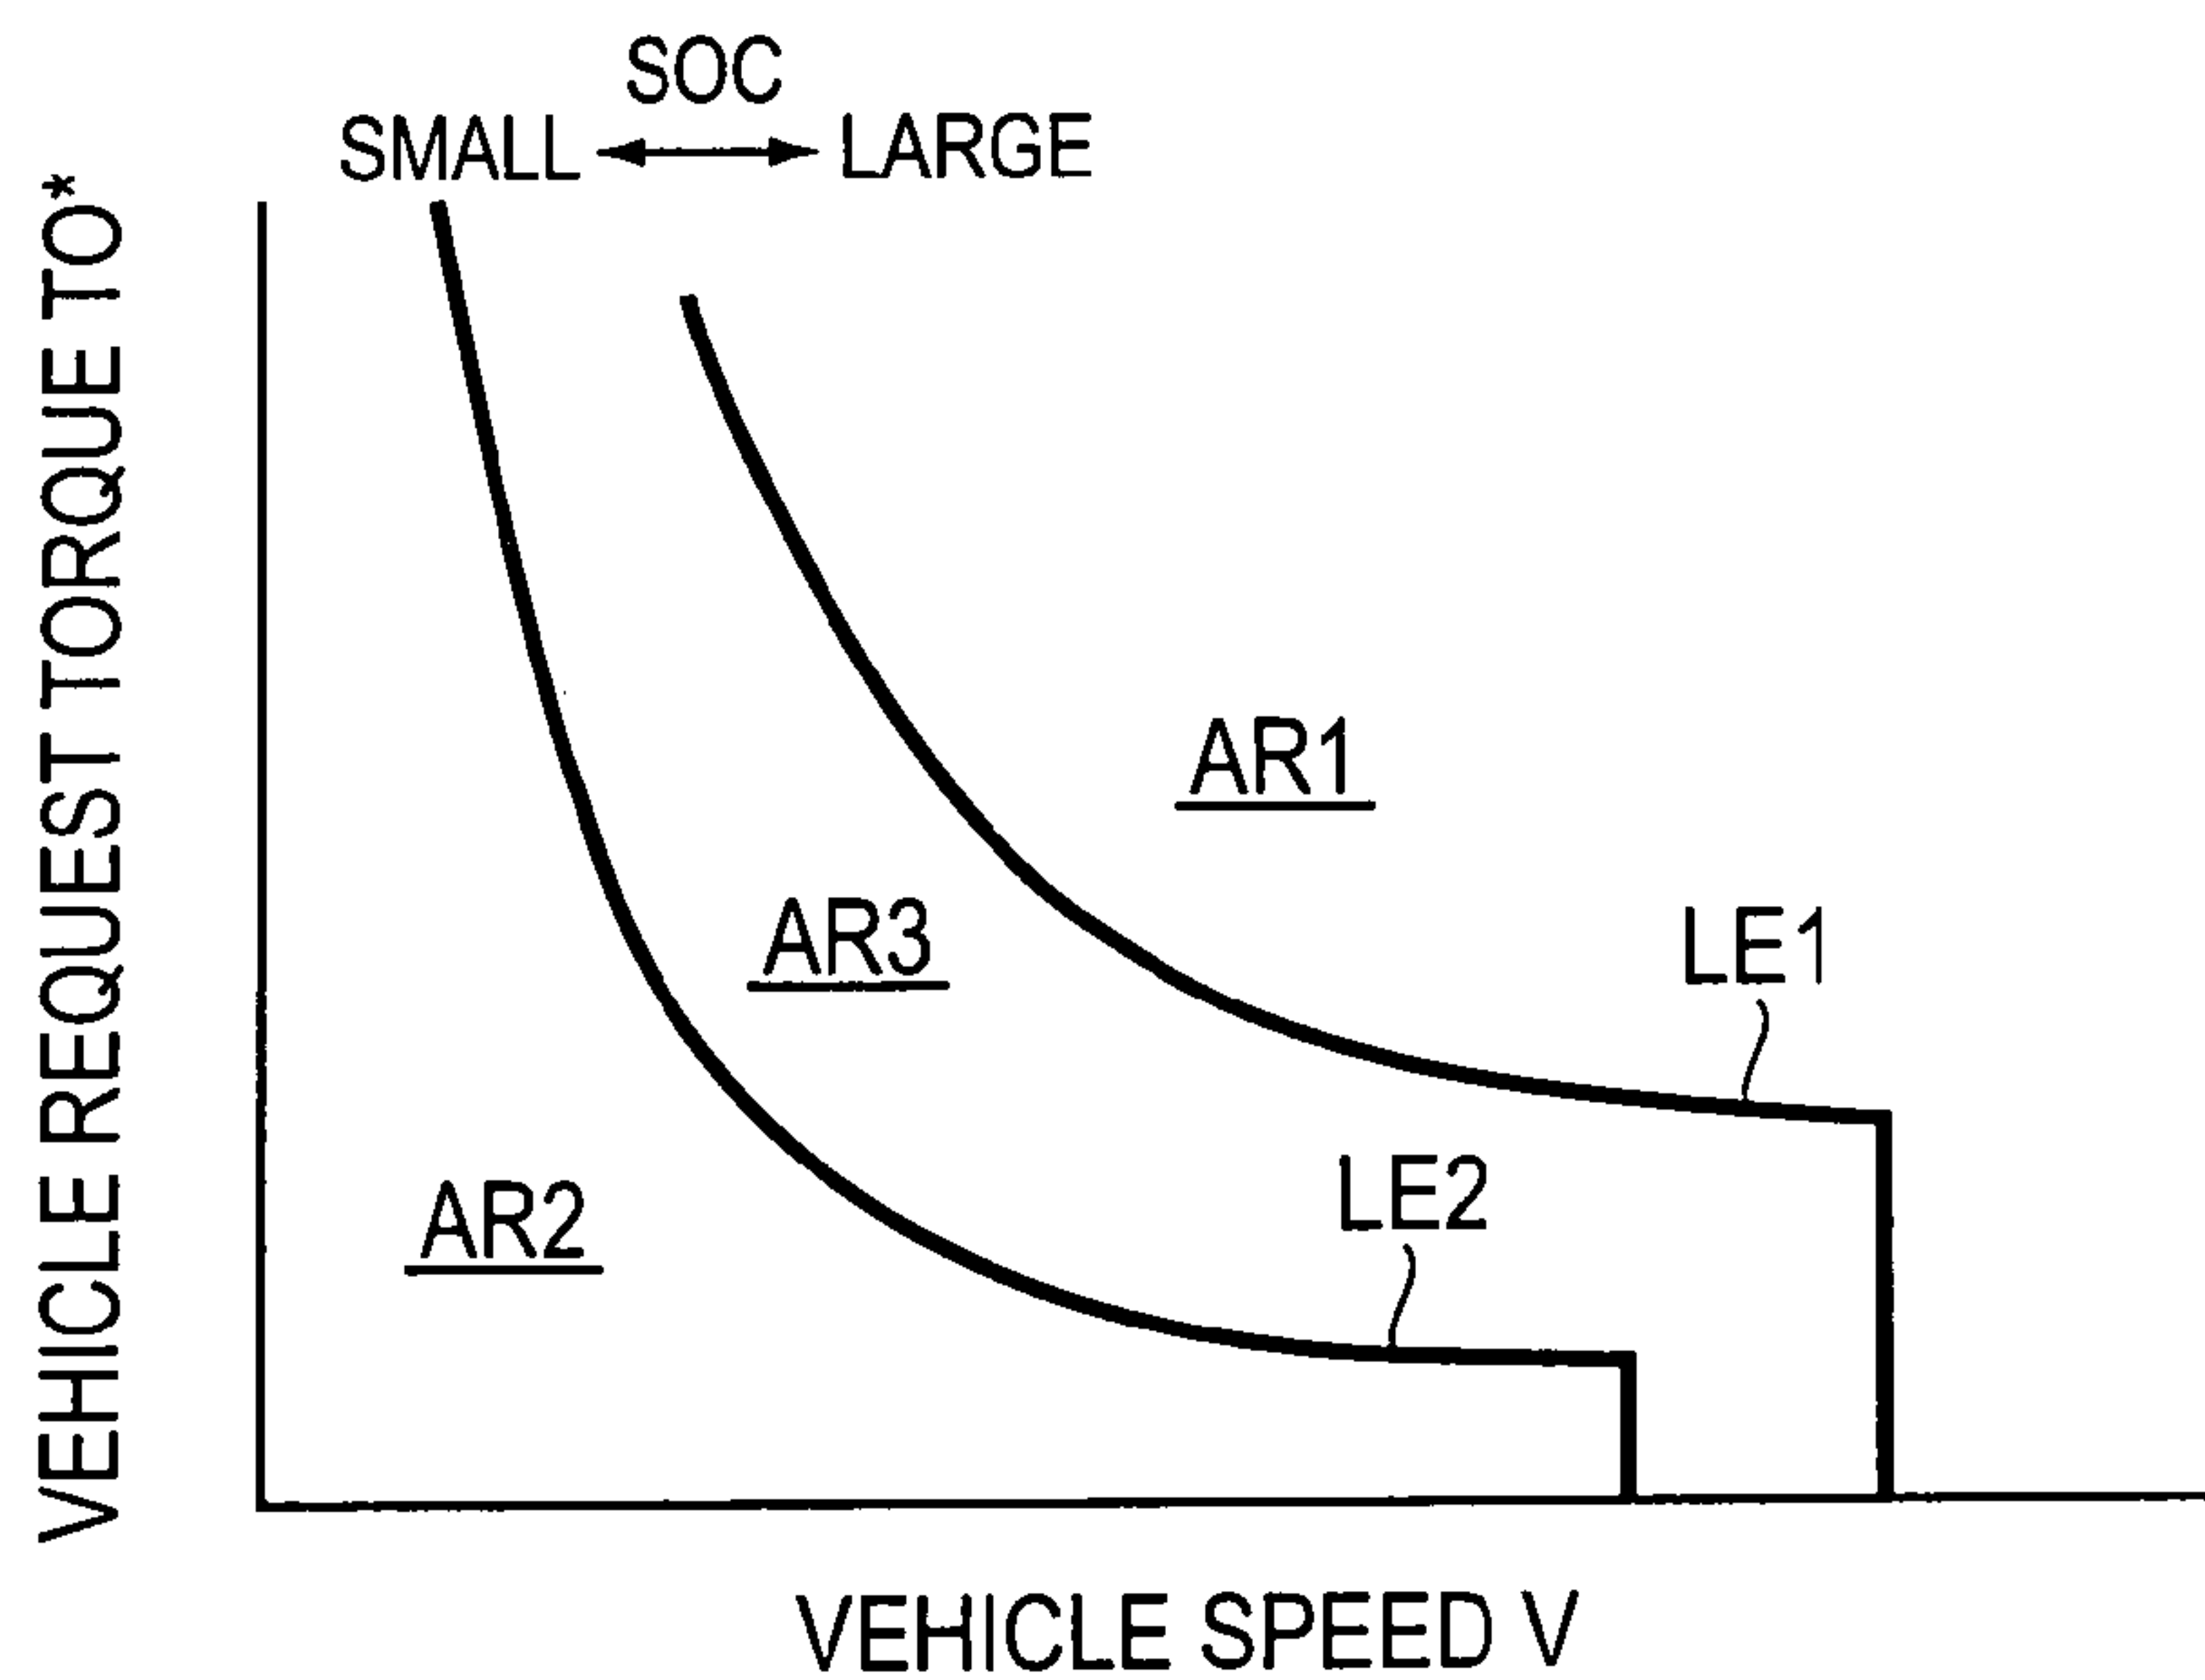 SOC
SMALL LARGE
VEHICLE REQUEST TORQUE TO*
AR1
AR3
LE1
LE2
AR2
VEHICLE SPEED V